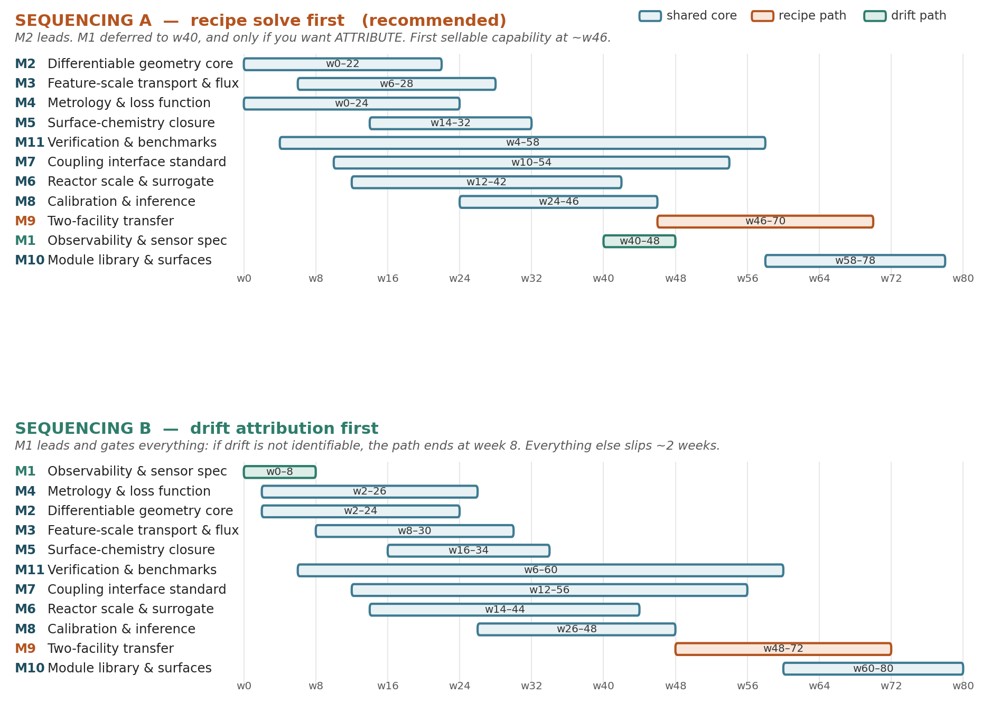 SEQUENCING A — recipe solve first (recommended)
shared core
recipe path
drift path
M2 leads. M1 deferred to w40, and only if you want ATTRIBUTE. First sellable capability at ~w46.
M2 Differentiable geometry core w0–22
M3 Feature-scale transport & flux w6–28
M4 Metrology & loss function w0–24
M5 Surface-chemistry closure w14–32
M11 Verification & benchmarks w4–58
M7 Coupling interface standard w10–54
M6 Reactor scale & surrogate w12–42
M8 Calibration & inference w24–46
M9 Two-facility transfer w46–70
M1 Observability & sensor spec w40–48
M10 Module library & surfaces w58–78
w0 w8 w16 w24 w32 w40 w48 w56 w64 w72 w80
SEQUENCING B — drift attribution first
M1 leads and gates everything: if drift is not identifiable, the path ends at week 8. Everything else slips ~2 weeks.
M1 Observability & sensor spec w0–8
M4 Metrology & loss function w2–26
M2 Differentiable geometry core w2–24
M3 Feature-scale transport & flux w8–30
M5 Surface-chemistry closure w16–34
M11 Verification & benchmarks w6–60
M7 Coupling interface standard w12–56
M6 Reactor scale & surrogate w14–44
M8 Calibration & inference w26–48
M9 Two-facility transfer w48–72
M10 Module library & surfaces w60–80
w0 w8 w16 w24 w32 w40 w48 w56 w64 w72 w80